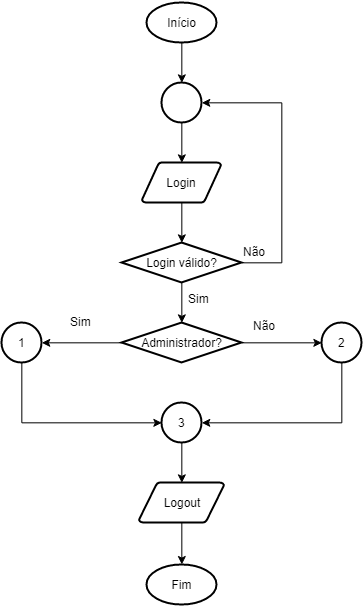 Início
Login
Login válido?
Não
Sim
Sim
Administrador?
Não
1
2
3
Logout
Fim